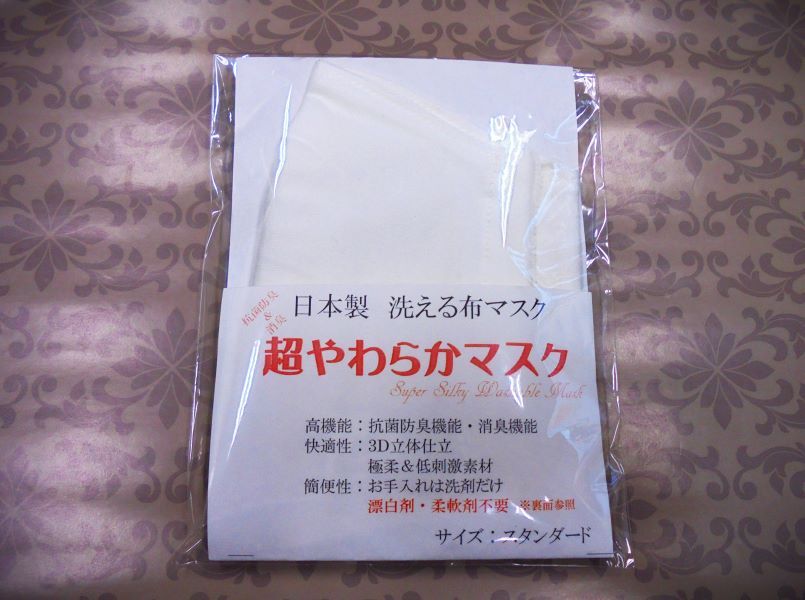 抗菌防臭
&
消臭
日本製 洗える布マスク
超やわらかマスク
Super Silky Washable Mask
高機能：抗菌防臭機能・消臭機能
快適性：3D立体仕立
極柔＆低刺激素材
簡便性：お手入れは洗剤だけ
漂白剤・柔軟剤不要 ※裏面参照
サイズ：スタンダード